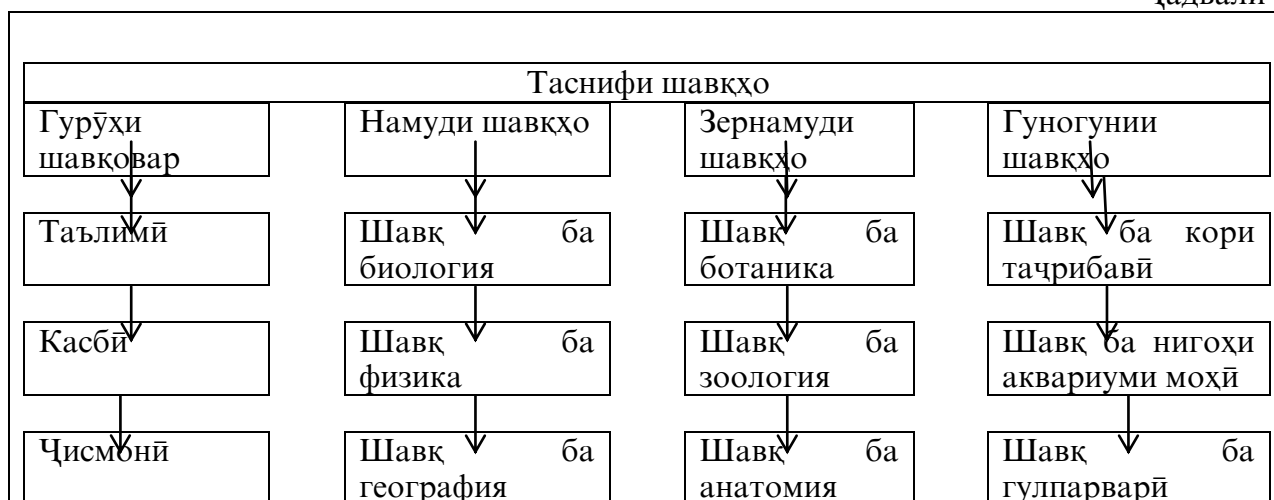 Ҷадвали
Таснифи шавқҳо
Гурӯҳи
шавқовар
Намуди шавқҳо
Зернамуди
шавқҳо
Гуногунии
шавқҳо
Таълимӣ
Шавқ ба
биология
Шавқ ба
ботаника
Шавқ ба кори
таҷрибавӣ
Касбӣ
Шавқ ба
физика
Шавқ ба
зоология
Шавқ ба нигоҳи
аквариуми моҳӣ
Ҷисмонӣ
Шавқ ба
география
Шавқ ба
анатомия
Шавқ ба
гулпарварӣ